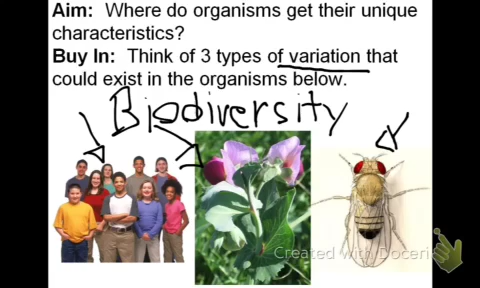 Aim: Where do organisms get their unique
characteristics?
Buy In: Think of 3 types of variation that
could exist in the organisms below.
Biodiversity
Created with Doceri